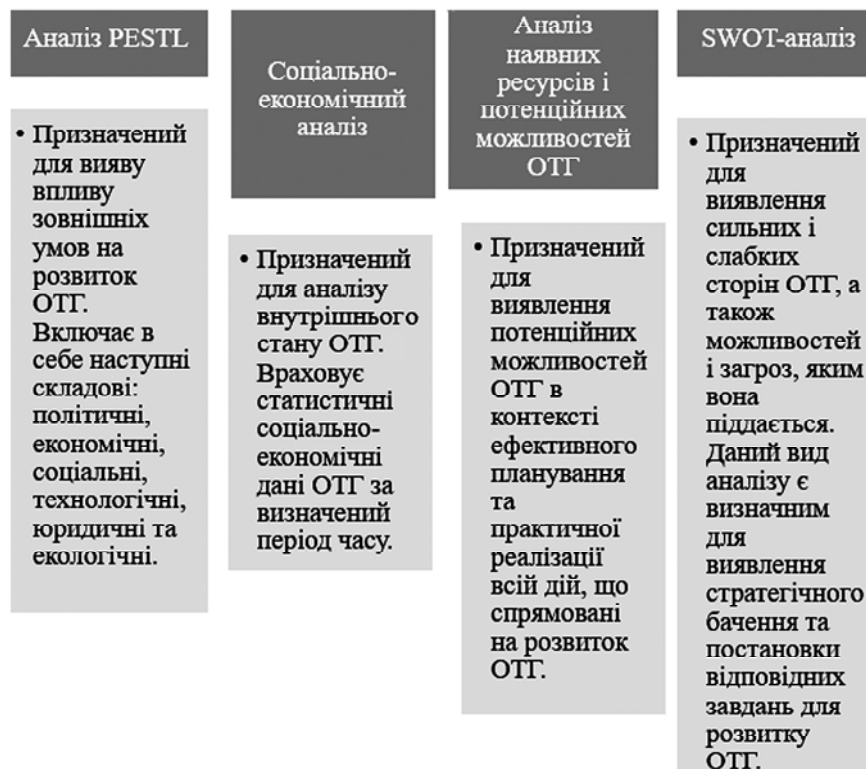 Аналіз PESTL
• Призначений
для вияву
впливу
зовнішніх
умов на
розвиток
ОТГ.
Включає в
себе наступні
складові:
політичні,
економічні,
соціальні,
технологічні,
юридичні та
екологічні.
Соціально-
економічний
аналіз
• Призначений
для аналізу
внутрішнього
стану ОТГ.
Враховує
статистичні
соціально-
економічні
дані ОТГ за
визначений
період часу.
Аналіз
наявних
ресурсів і
потенційних
можливостей
ОТГ
• Призначений
для
виявлення
потенційних
можливостей
ОТГ в
контексті
ефективного
планування
та
практичної
реалізації
всій дій, що
спрямовані
на розвиток
ОТГ.
SWOT-аналіз
• Призначений
для
виявлення
сильних і
слабких
сторін ОТГ, а
також
можливостей
і загроз, яким
вона
піддається.
Даний вид
аналізу є
визначним
для
виявлення
стратегічного
бачення та
постановки
відповідних
завдань для
розвитку
ОТГ.